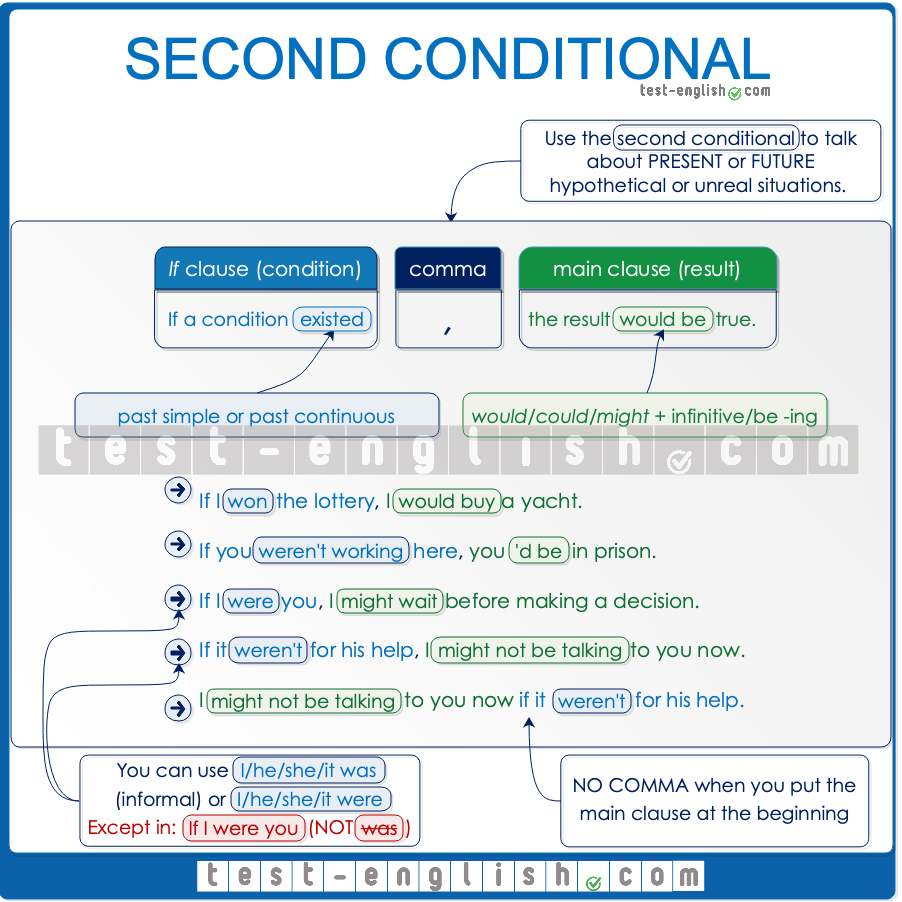 SECOND CONDITIONAL
test-english com
Use the second conditional to talk
about PRESENT or FUTURE
hypothetical or unreal situations.
If clause (condition)
comma
main clause (result)
If a condition existed
,
the result would be true.
past simple or past continuous
would/could/might + infinitive/be -ing
test-english com
If I won the lottery, I would buy a yacht.
If you weren't working here, you 'd be in prison.
If I were you, I might wait before making a decision.
If it weren't for his help, I might not be talking to you now.
I might not be talking to you now if it weren't for his help.
You can use I/he/she/it was
(informal) or I/he/she/it were
Except in: If I were you (NOT was)
NO COMMA when you put the
main clause at the beginning
test-english com